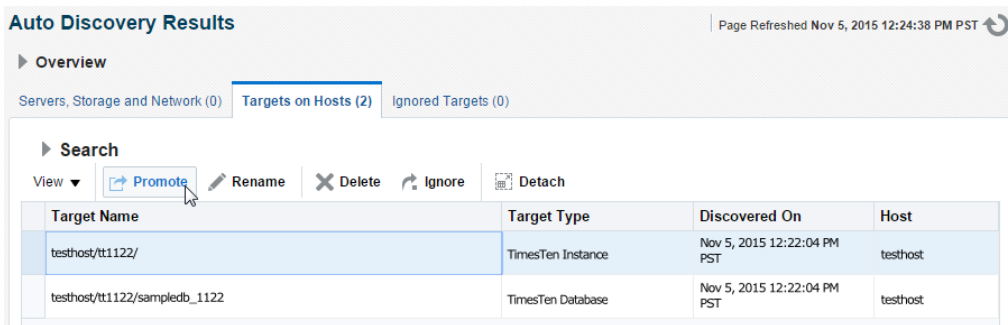 Auto Discovery Results
Page Refreshed Nov 5, 2015 12:24:38 PM PST
Overview
Servers, Storage and Network (0) Targets on Hosts (2) Ignored Targets (0)
Search
View Promote Rename Delete Ignore Detach
Target Name Target Type Discovered On Host
testhost/tt1122/ TimesTen Instance Nov 5, 2015 12:22:04 PM PST testhost
testhost/tt1122/sampledb_1122 TimesTen Database Nov 5, 2015 12:22:04 PM PST testhost